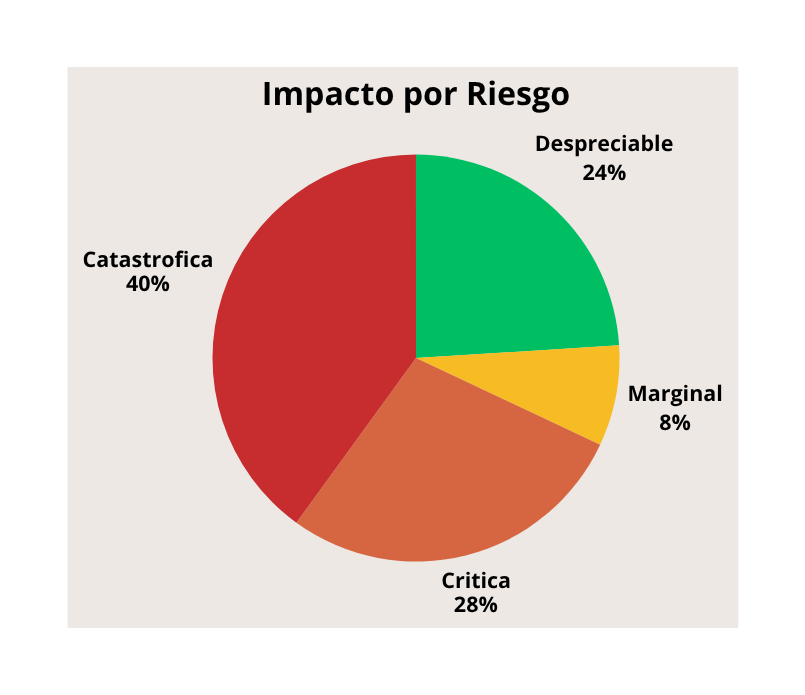 Impacto por Riesgo
Despreciable
24%
Catastrofica
40%
Marginal
8%
Critica
28%